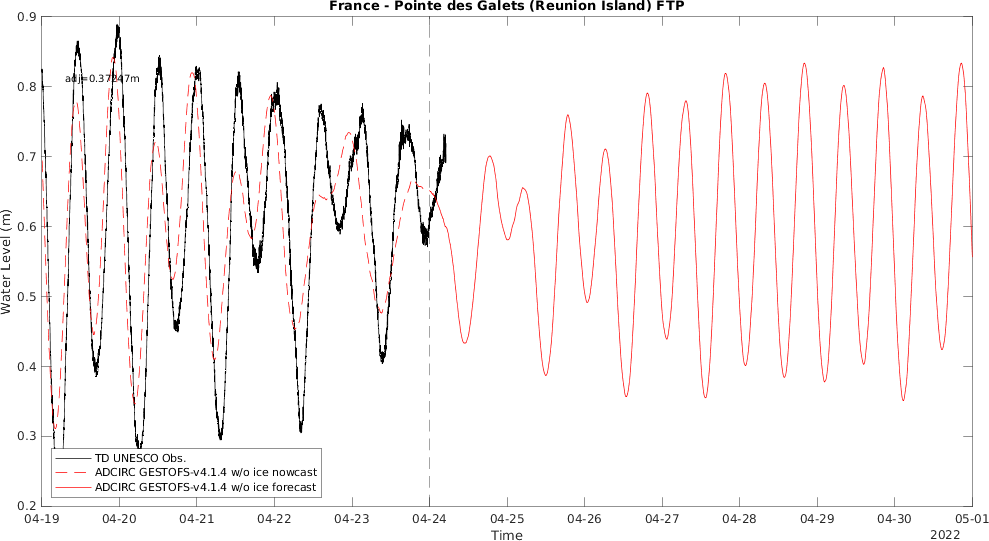 France - Pointe des Galets (Reunion Island) FTP
0.9
0.8
0.7
0.6
0.5
0.4
0.3
0.2
Water Level (m)
TD UNESCO Obs.
ADCIRC GESTOFS-v4.1.4 w/o ice nowcast
ADCIRC GESTOFS-v4.1.4 w/o ice forecast
04-19 04-20 04-21 04-22 04-23 04-24 04-25 04-26 04-27 04-28 04-29 04-30 05-01
Time
2022